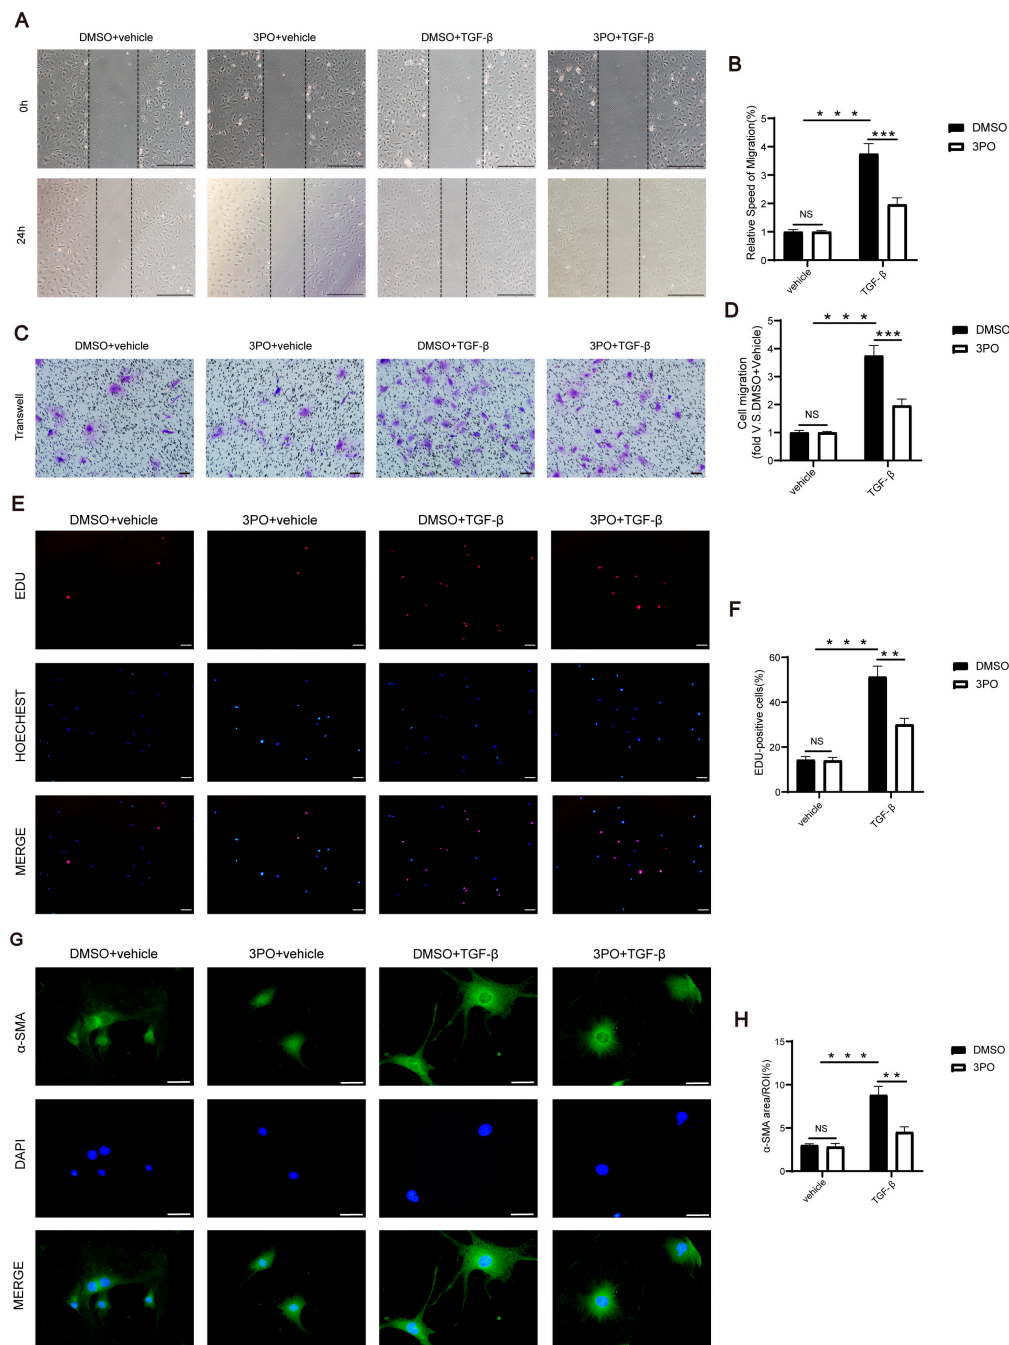 A
DMSO+vehicle
3PO+vehicle
DMSO+TGF-β
3PO+TGF-β
0h
24h
B
Relative Speed of Migration(%)
5
4
3
2
1
0
* * *
***
NS
vehicle
TGF-β
DMSO
3PO
C
DMSO+vehicle
3PO+vehicle
DMSO+TGF-β
3PO+TGF-β
Transwell
D
Cell migration
(fold V.S.DMSO+Vehicle)
5
4
3
2
1
0
* * *
***
NS
vehicle
TGF-β
DMSO
3PO
E
DMSO+vehicle
3PO+vehicle
DMSO+TGF-β
3PO+TGF-β
EDU
HOECHEST
MERGE
F
EDU-positive cells(%)
60
40
20
0
* * *
* *
NS
vehicle
TGF-β
DMSO
3PO
G
DMSO+vehicle
3PO+vehicle
DMSO+TGF-β
3PO+TGF-β
α-SMA
DAPI
MERGE
H
α-SMA area/ROI(%)
15
10
5
0
* * *
* *
NS
vehicle
TGF-β
DMSO
3PO